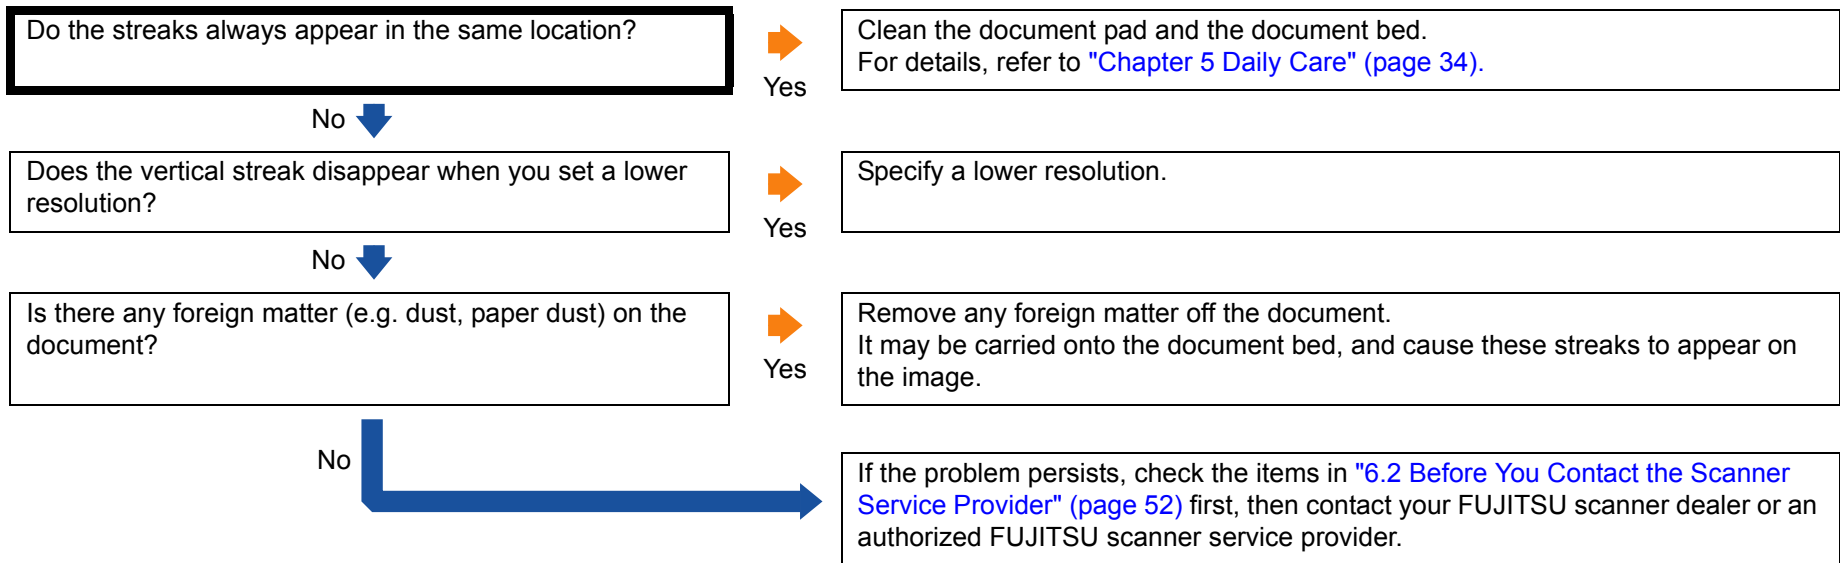 Do the streaks always appear in the same location?
Yes
Clean the document pad and the document bed.
For details, refer to "Chapter 5 Daily Care" (page 34).
No
Does the vertical streak disappear when you set a lower
resolution?
Yes
Specify a lower resolution.
No
Is there any foreign matter (e.g. dust, paper dust) on the
document?
Yes
Remove any foreign matter off the document.
It may be carried onto the document bed, and cause these streaks to appear on
the image.
No
If the problem persists, check the items in "6.2 Before You Contact the Scanner
Service Provider" (page 52) first, then contact your FUJITSU scanner dealer or an
authorized FUJITSU scanner service provider.